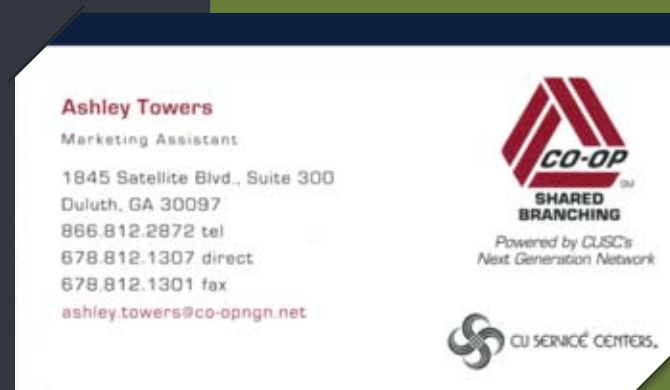 Ashley Towers
Marketing Assistant
1845 Satellite Blvd., Suite 300
Duluth, GA 30097
866.812.2872 tel
678.812.1307 direct
678.812.1301 fax
ashley.towers@co-opngn.net
CO-OP
SM
SHARED
BRANCHING
Powered by CUSC's
Next Generation Network
CU SERVICE CENTERS®